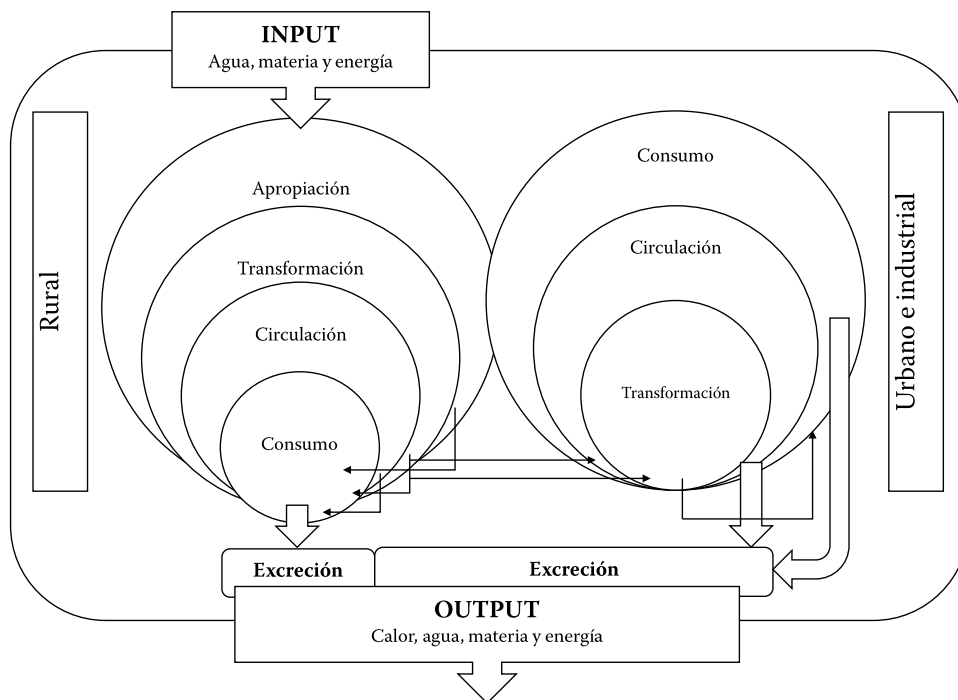 INPUT
Agua, materia y energía
Rural
Apropiación
Transformación
Circulación
Consumo
Consumo
Circulación
Transformación
Urbano e industrial
Excreción
Excreción
OUTPUT
Calor, agua, materia y energía